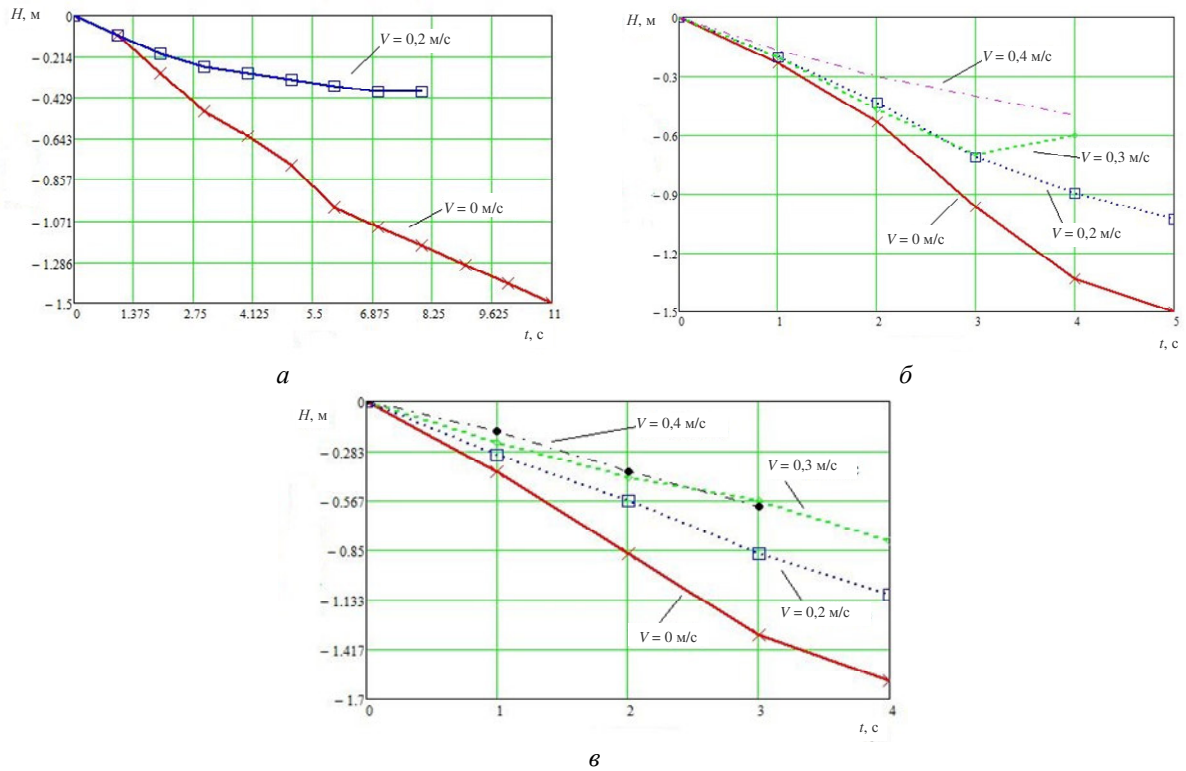 H, м
0
– 0.214
– 0.429
– 0.643
– 0.857
– 1.071
– 1.286
– 1.5
V = 0,2 м/с
V = 0 м/с
0 1.375 2.75 4.125 5.5 6.875 8.25 9.625 11
t, с
а
H, м
0
– 0.3
– 0.6
– 0.9
– 1.2
– 1.5
V = 0,4 м/с
V = 0,3 м/с
V = 0,2 м/с
V = 0 м/с
0 1 2 3 4 5
t, с
б
H, м
0
– 0.283
– 0.567
– 0.85
– 1.133
– 1.417
– 1.7
V = 0,4 м/с
V = 0,3 м/с
V = 0,2 м/с
V = 0 м/с
0 1 2 3 4
t, с
в